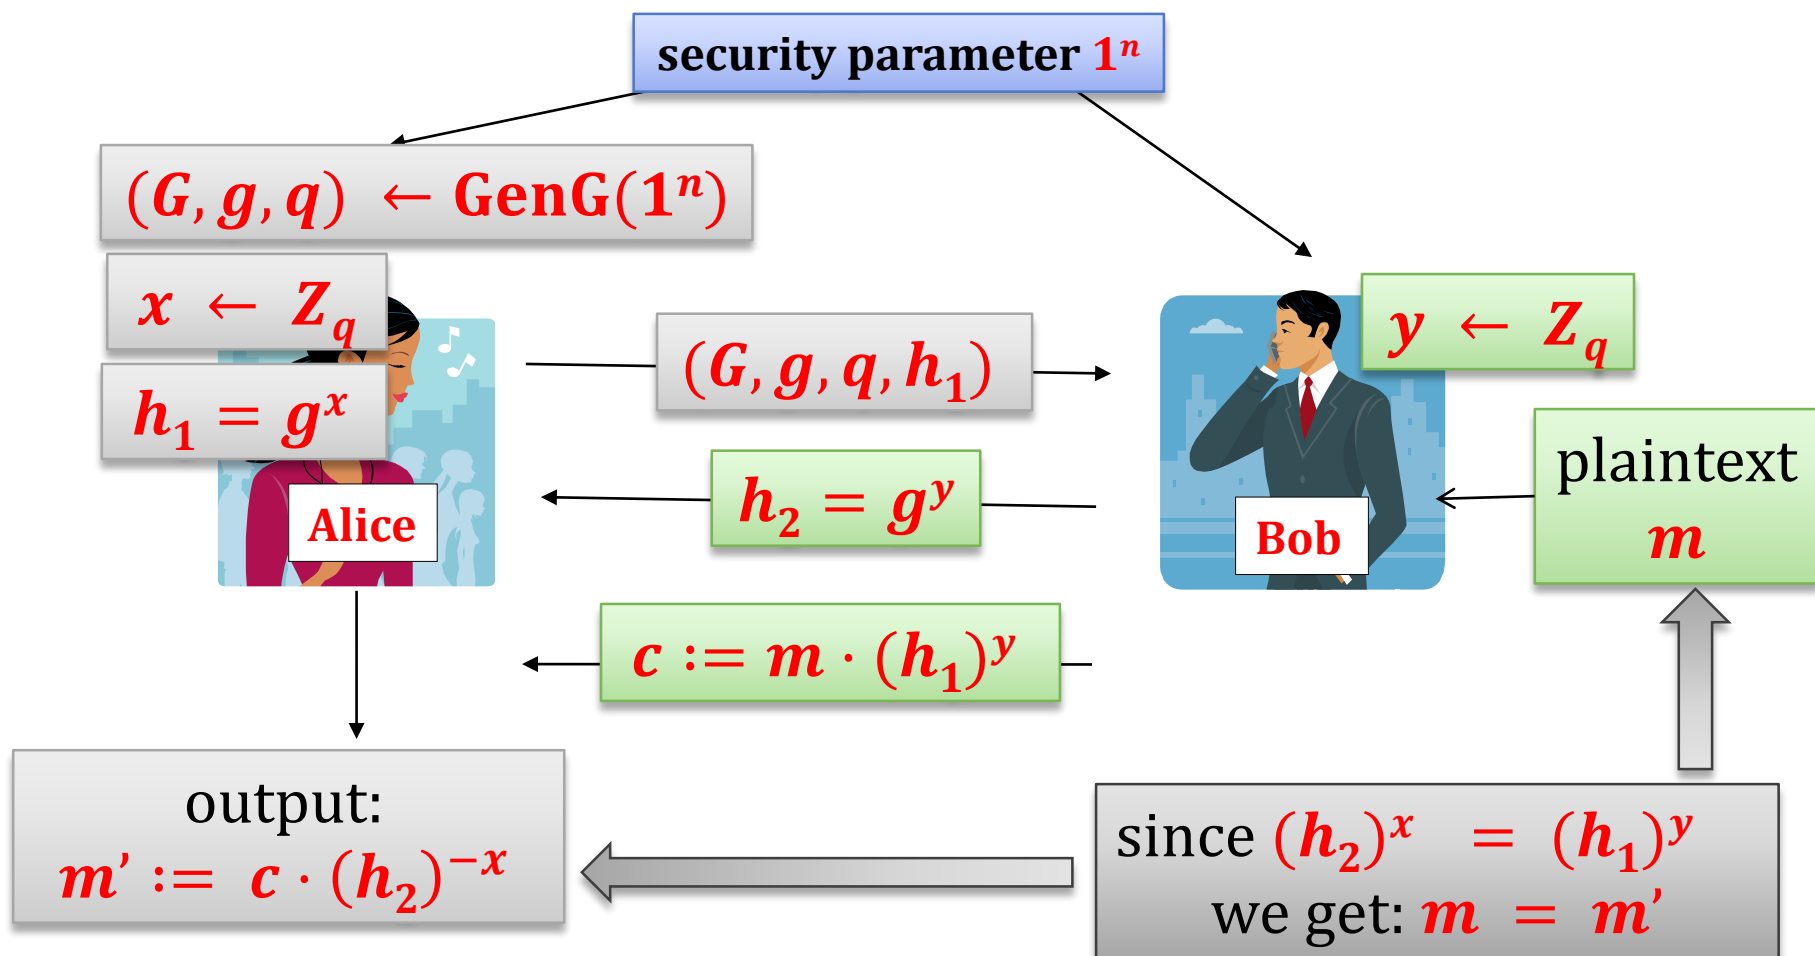 security parameter 1ⁿ
(G, g, q) ← GenG(1ⁿ)
x ← Z_q
h₁ = gˣ
(G, g, q, h₁)
y ← Z_q
h₂ = gʸ
plaintext
m
Alice
Bob
c := m · (h₁)ʸ
output:
m’ := c · (h₂)⁻ˣ
since (h₂)ˣ = (h₁)ʸ
we get: m = m’